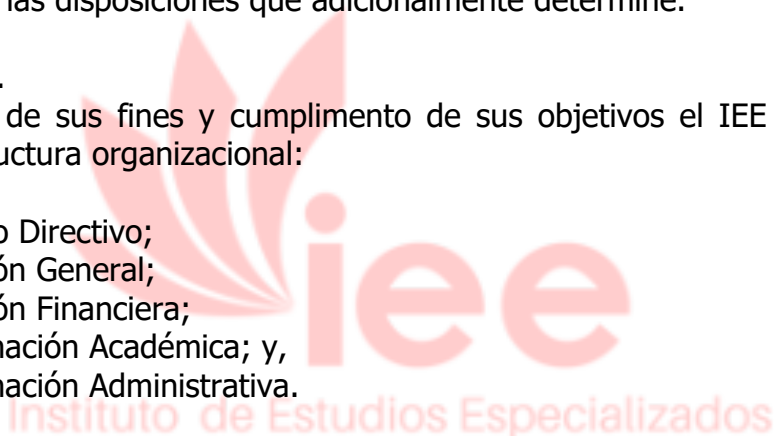 las disposiciones que adicionalmente determine.
.
de sus fines y cumplimento de sus objetivos el IEE
uctura organizacional:
o Directivo;
ón General;
ón Financiera;
nación Académica; y,
nación Administrativa.
iee
Instituto de Estudios Especializados